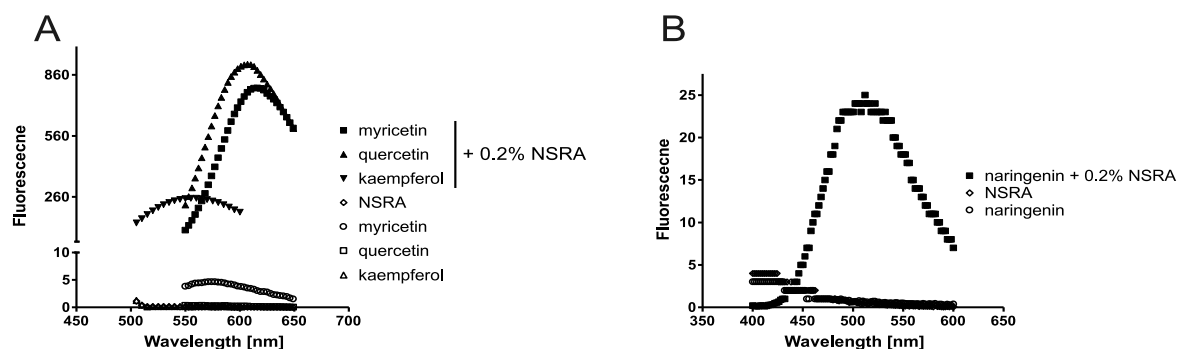 A
Fluorescecne
860
560
260
10
5
0
450 500 550 600 650 700
Wavelength [nm]
myricetin
quercetin
kaempferol
+ 0.2% NSRA
NSRA
myricetin
quercetin
kaempferol
B
Fluorescecne
25
20
15
10
5
0
350 400 450 500 550 600 650
Wavelength [nm]
naringenin + 0.2% NSRA
NSRA
naringenin